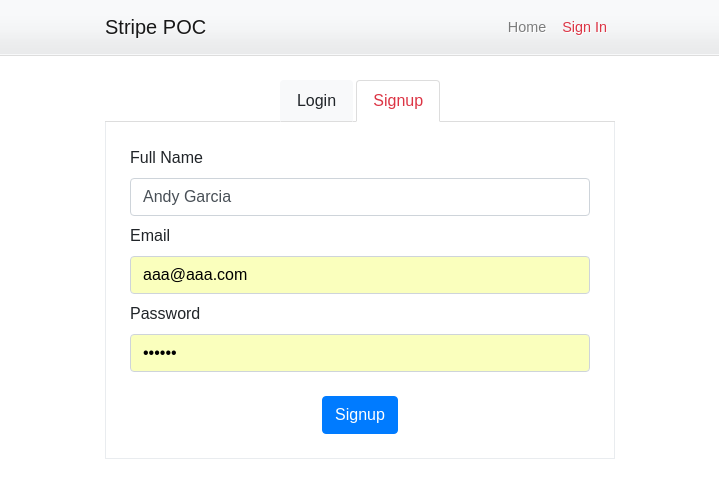 Stripe POC
Home Sign In
Login Signup
Full Name
Andy Garcia
Email
aaa@aaa.com
Password
••••••
Signup